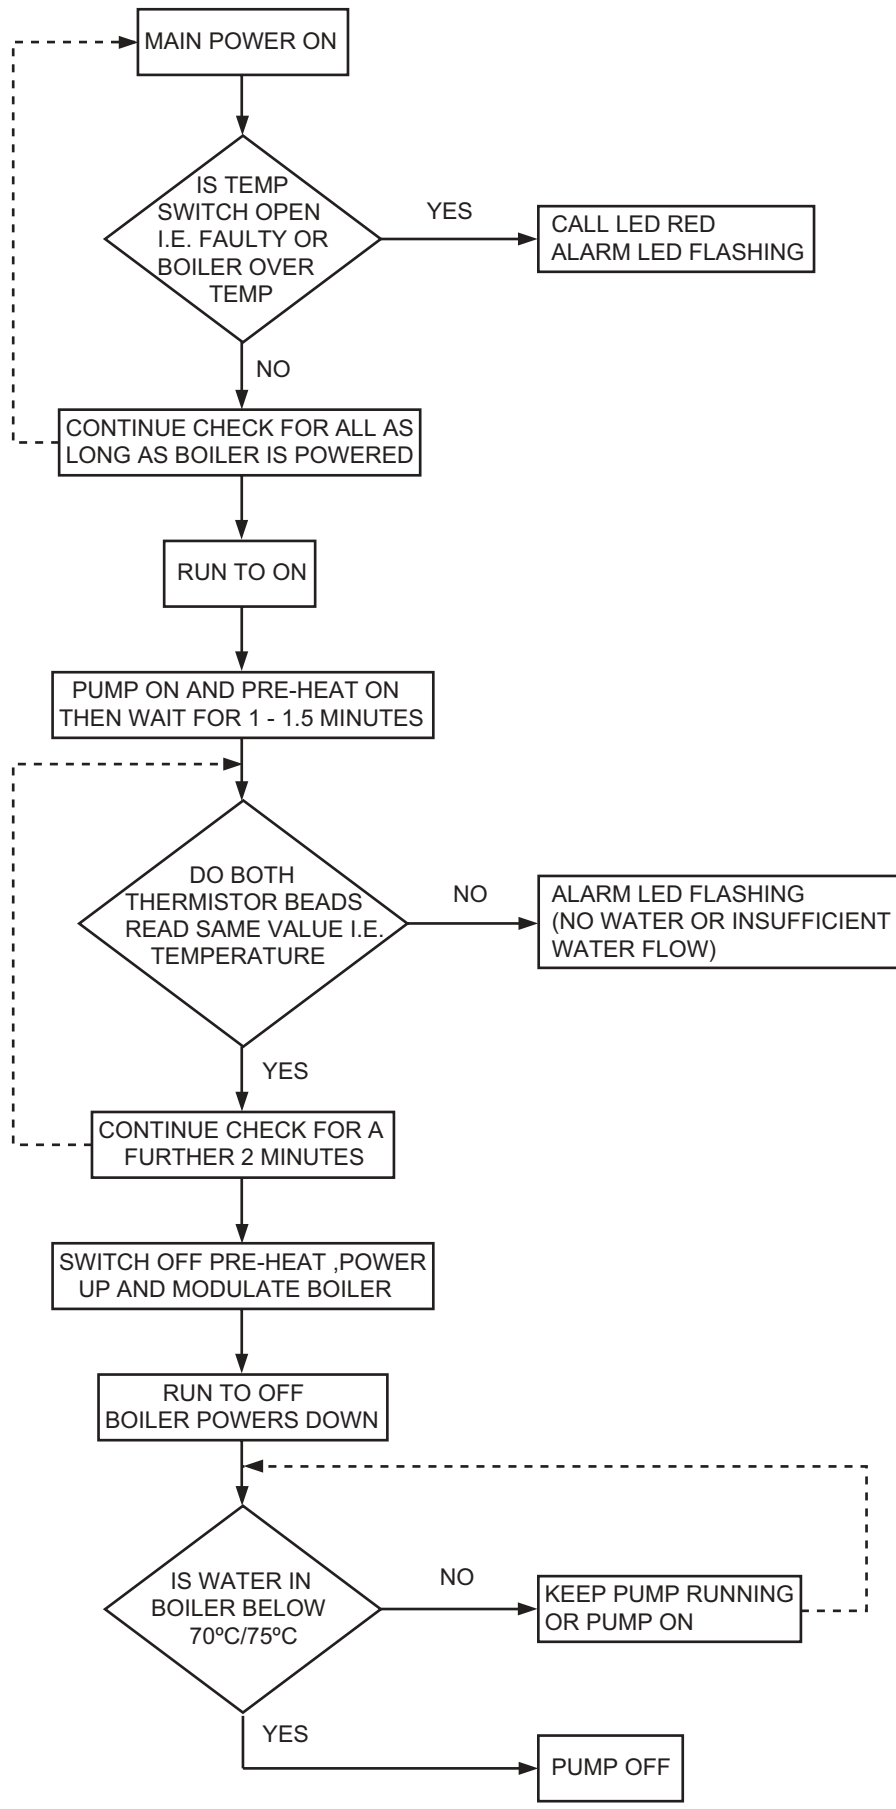 MAIN POWER ON
IS TEMP
SWITCH OPEN
I.E. FAULTY OR
BOILER OVER
TEMP
YES
CALL LED RED
ALARM LED FLASHING
NO
CONTINUE CHECK FOR ALL AS
LONG AS BOILER IS POWERED
RUN TO ON
PUMP ON AND PRE-HEAT ON
THEN WAIT FOR 1 - 1.5 MINUTES
DO BOTH
THERMISTOR BEADS
READ SAME VALUE I.E.
TEMPERATURE
NO
ALARM LED FLASHING
(NO WATER OR INSUFFICIENT
WATER FLOW)
YES
CONTINUE CHECK FOR A
FURTHER 2 MINUTES
SWITCH OFF PRE-HEAT ,POWER
UP AND MODULATE BOILER
RUN TO OFF
BOILER POWERS DOWN
IS WATER IN
BOILER BELOW
70ºC/75ºC
NO
KEEP PUMP RUNNING
OR PUMP ON
YES
PUMP OFF